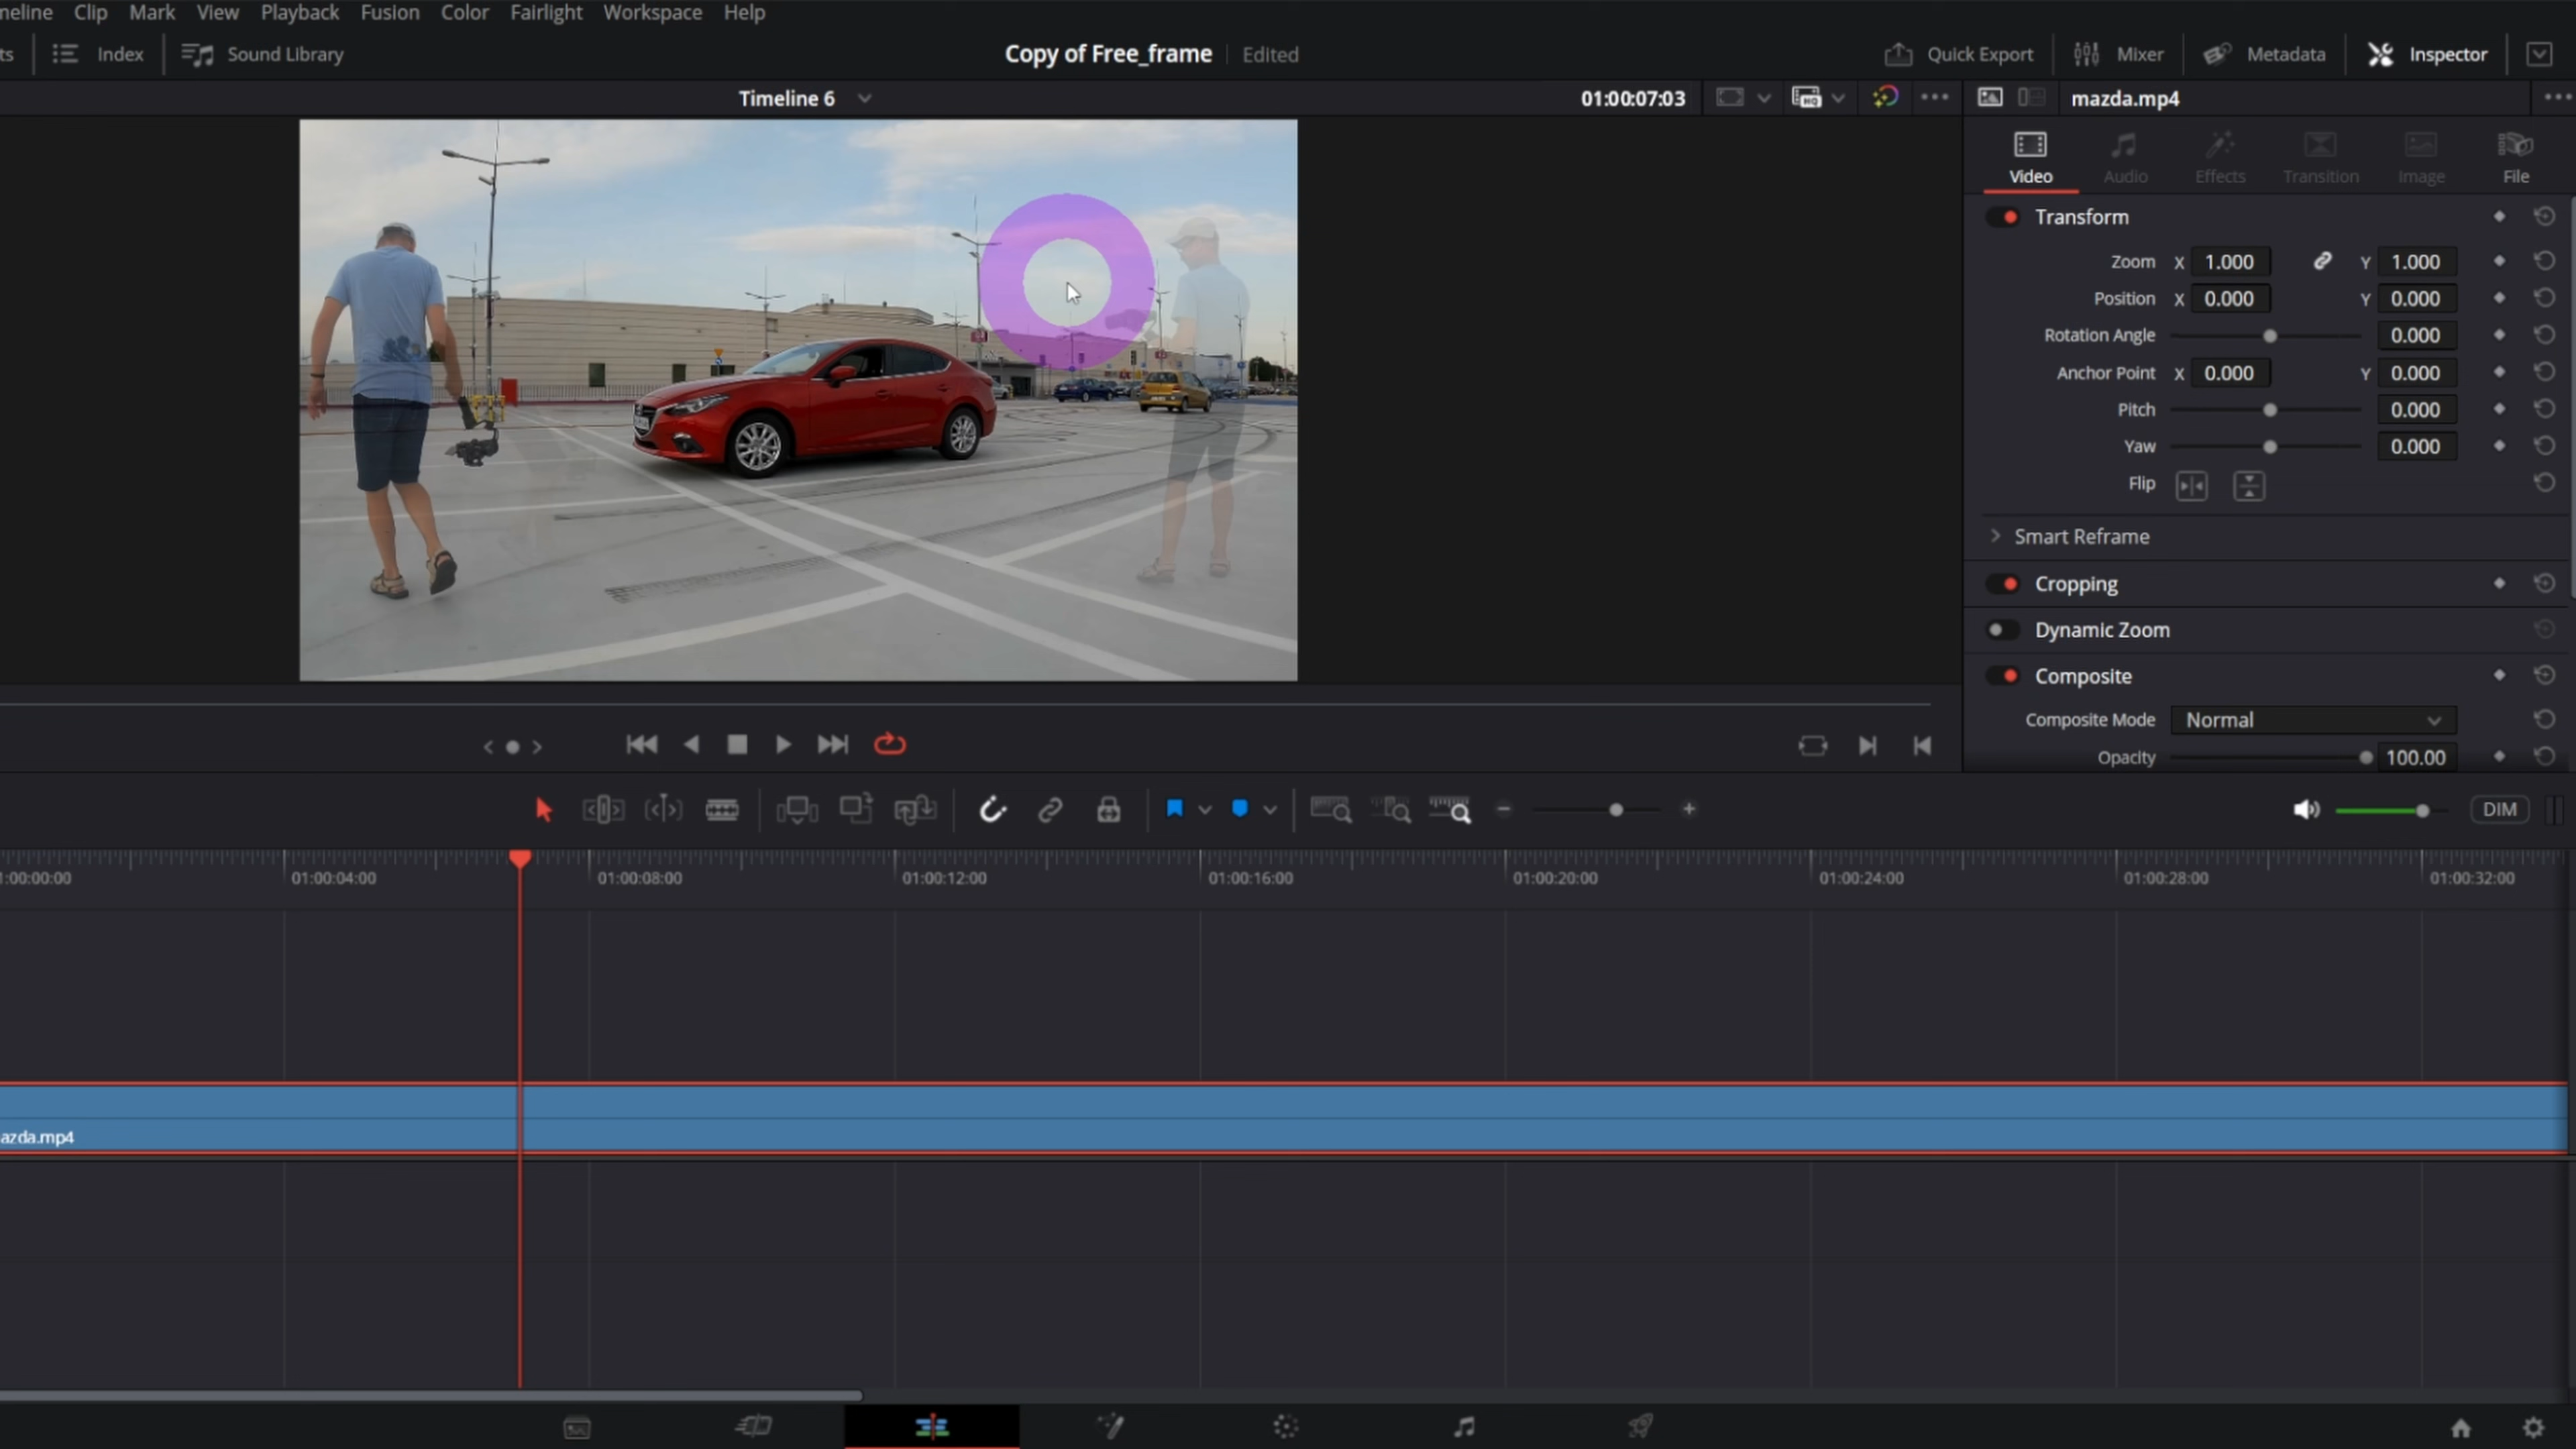 neline Clip Mark View Playback Fusion Color Fairlight Workspace Help
ts Index Sound Library Copy of Free_frame Edited Quick Export Mixer Metadata Inspector
Timeline 6 01:00:07:03 HQ mazda.mp4
Video Audio Effects Transition Image File
Transform
Zoom X 1.000 Y 1.000
Position X 0.000 Y 0.000
Rotation Angle 0.000
Anchor Point X 0.000 Y 0.000
Pitch 0.000
Yaw 0.000
Flip
Smart Reframe
Cropping
Dynamic Zoom
Composite
Composite Mode Normal
Opacity 100.00
DIM
1:00:00:00 01:00:04:00 01:00:08:00 01:00:12:00 01:00:16:00 01:00:20:00 01:00:24:00 01:00:28:00 01:00:32:00
azda.mp4